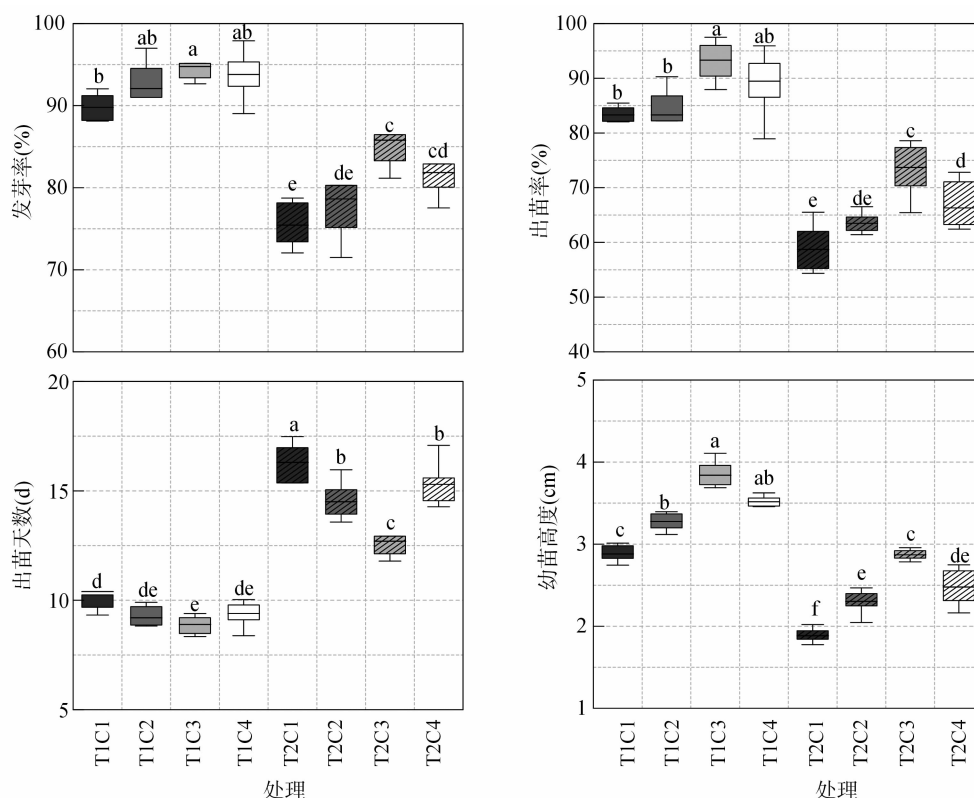 100
90
80
70
60
发芽率(%)
b
ab
a
ab
e
de
c
cd
100
90
80
70
60
50
40
出苗率(%)
b
b
a
ab
e
de
c
d
20
15
10
5
出苗天数(d)
d
de
e
de
a
b
c
b
T1C1
T1C2
T1C3
T1C4
T2C1
T2C2
T2C3
T2C4
处理
5
4
3
2
1
幼苗高度(cm)
c
b
a
ab
f
e
c
de
T1C1
T1C2
T1C3
T1C4
T2C1
T2C2
T2C3
T2C4
处理